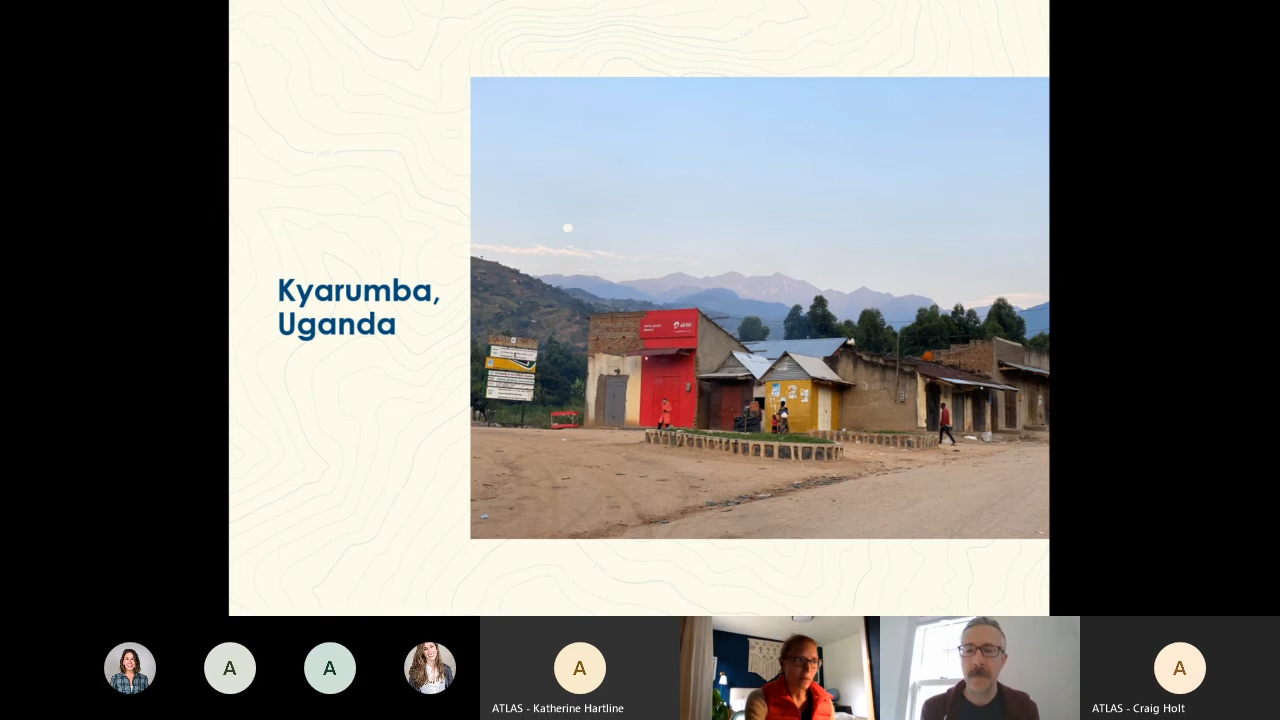 Kyarumba,
Uganda
airtel
A
A
A
A
ATLAS - Katherine Hartline
ATLAS - Craig Holt